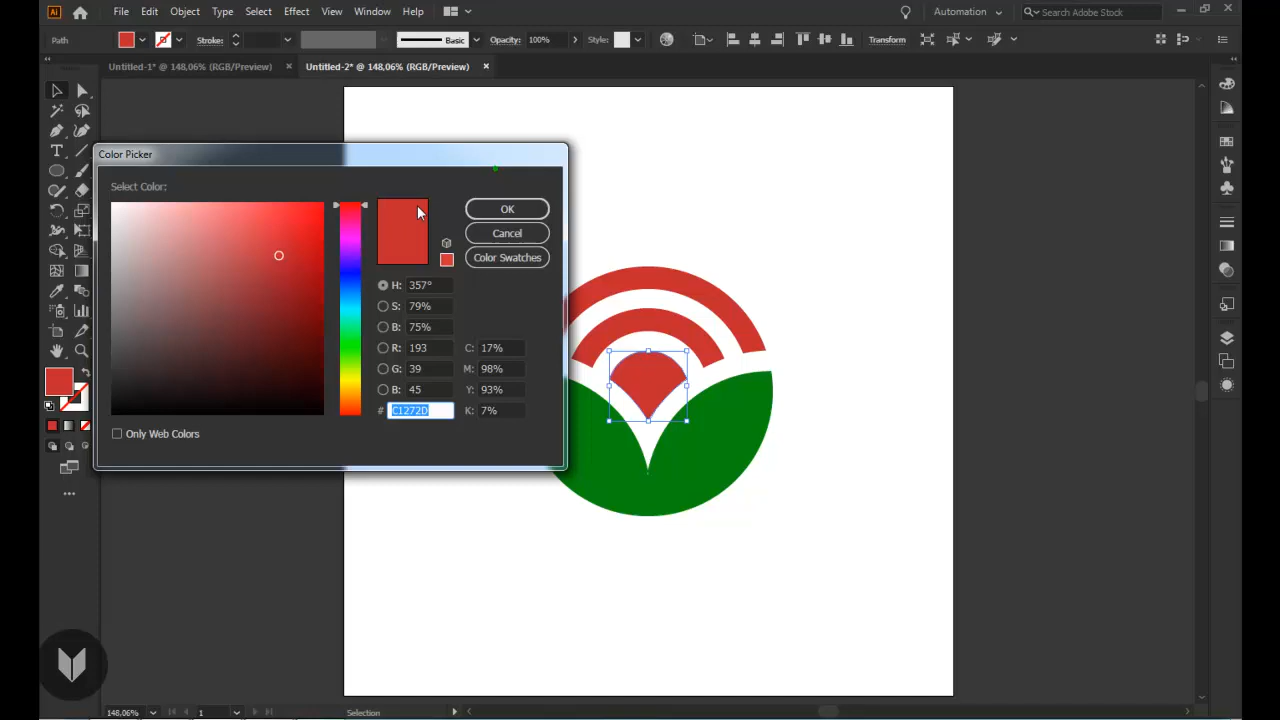 Ai File Edit Object Type Select Effect View Window Help Automation Search Adobe Stock
Path Stroke: Basic Opacity: 100% Style: Transform
Untitled-1* @ 148,06% (RGB/Preview) × Untitled-2* @ 148,06% (RGB/Preview) ×
Color Picker
Select Color:
OK
Cancel
Color Swatches
H: 357°
S: 79%
B: 75%
R: 193 C: 17%
G: 39 M: 98%
B: 45 Y: 93%
# C1272D K: 7%
Only Web Colors
148,06% 1 Selection